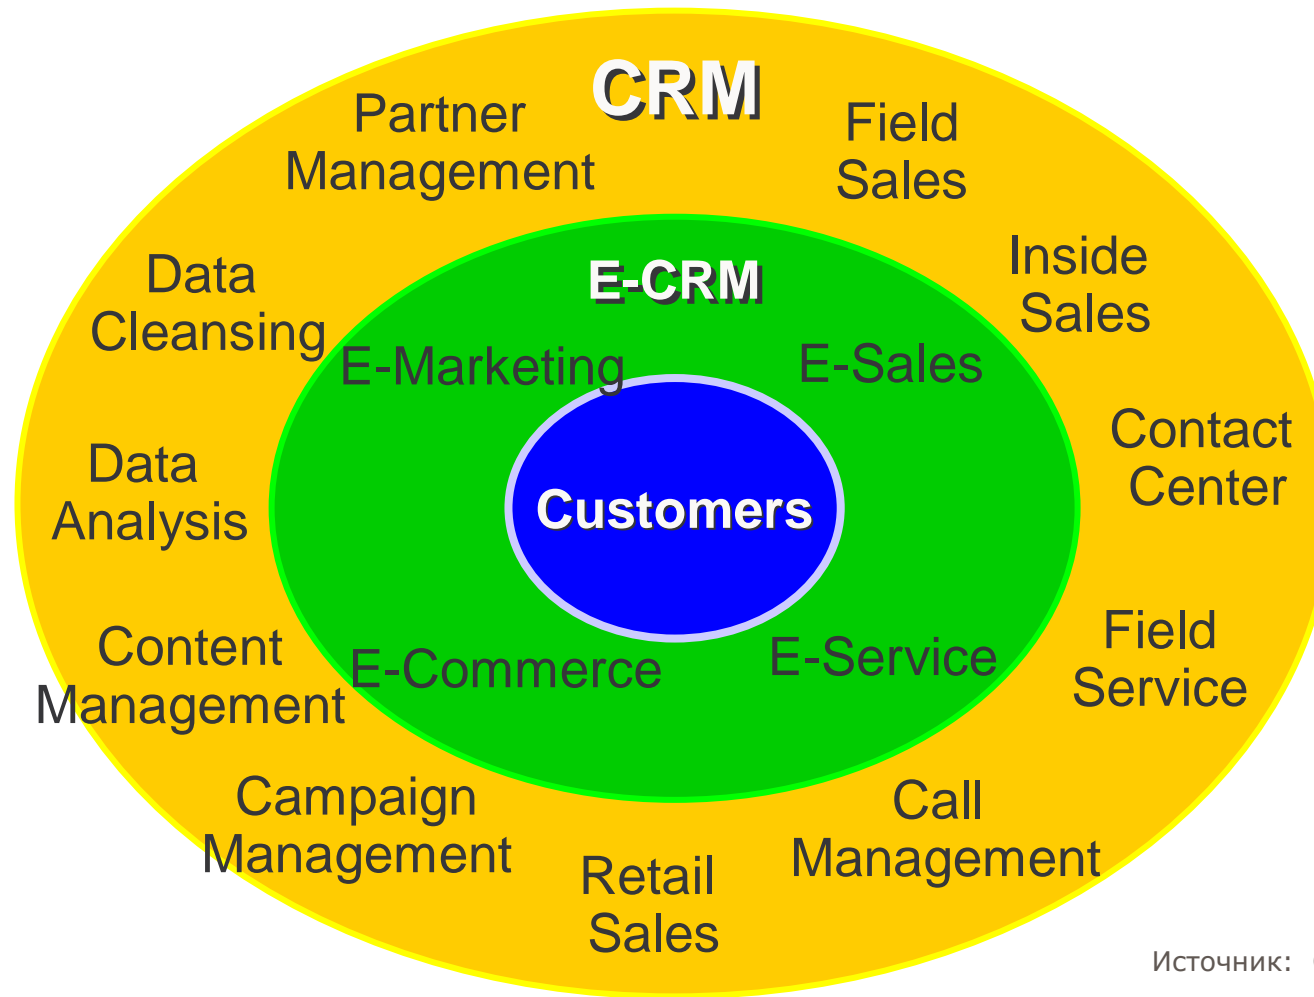 CRM
Partner
Management
Field
Sales
Inside
Sales
Data
Cleansing
E-CRM
E-Marketing
E-Sales
Contact
Center
Data
Analysis
Customers
Field
Service
Content
Management
E-Commerce
E-Service
Campaign
Management
Call
Management
Retail
Sales
Источник: